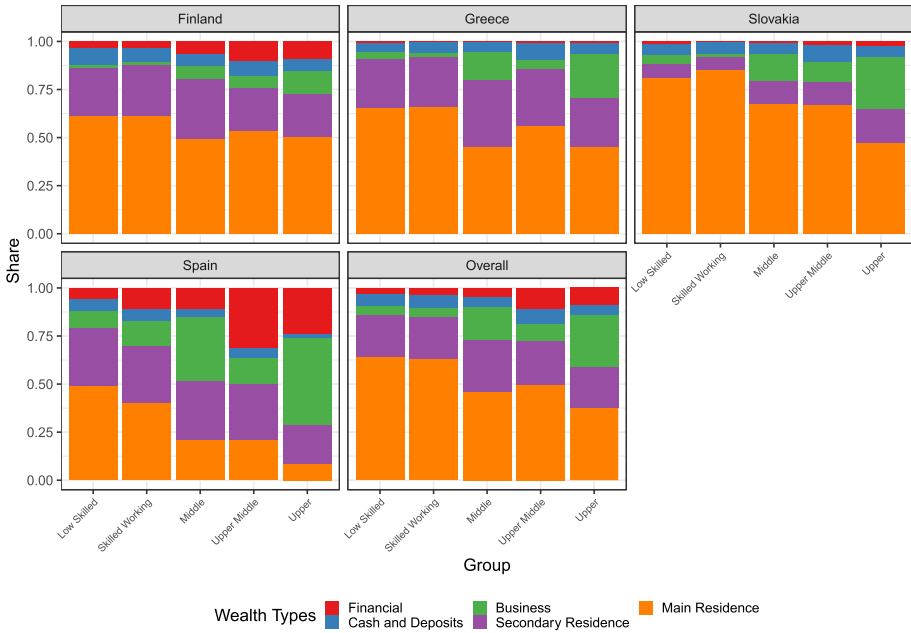 Finland
Greece
Slovakia
1.00
0.75
0.50
0.25
0.00
Low Skilled
Skilled Working
Middle
Upper Middle
Upper
Spain
Overall
1.00
0.75
0.50
0.25
0.00
Low Skilled
Skilled Working
Middle
Upper Middle
Upper
Low Skilled
Skilled Working
Middle
Upper Middle
Upper
Share
Group
Wealth Types
Financial
Cash and Deposits
Business
Secondary Residence
Main Residence